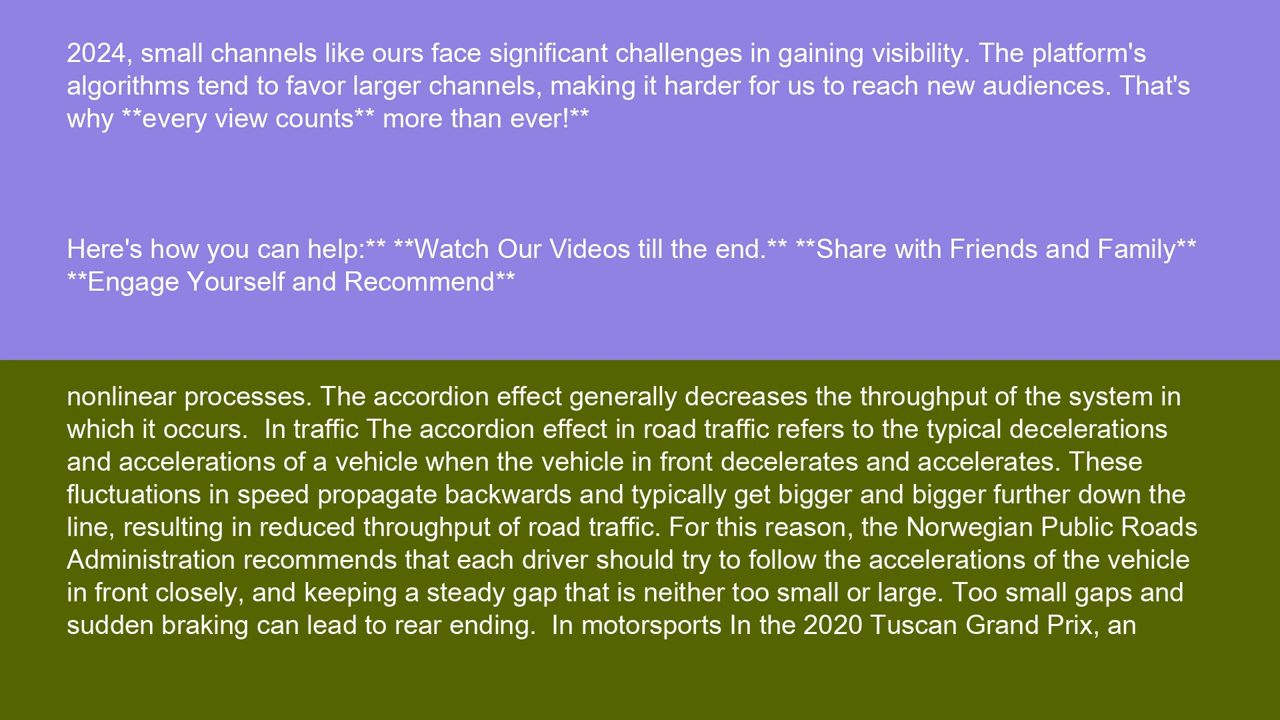 2024, small channels like ours face significant challenges in gaining visibility. The platform's
algorithms tend to favor larger channels, making it harder for us to reach new audiences. That's
why **every view counts** more than ever!**
Here's how you can help:** **Watch Our Videos till the end.** **Share with Friends and Family**
**Engage Yourself and Recommend**
nonlinear processes. The accordion effect generally decreases the throughput of the system in
which it occurs.  In traffic The accordion effect in road traffic refers to the typical decelerations
and accelerations of a vehicle when the vehicle in front decelerates and accelerates. These
fluctuations in speed propagate backwards and typically get bigger and bigger further down the
line, resulting in reduced throughput of road traffic. For this reason, the Norwegian Public Roads
Administration recommends that each driver should try to follow the accelerations of the vehicle
in front closely, and keeping a steady gap that is neither too small or large. Too small gaps and
sudden braking can lead to rear ending.  In motorsports In the 2020 Tuscan Grand Prix, an